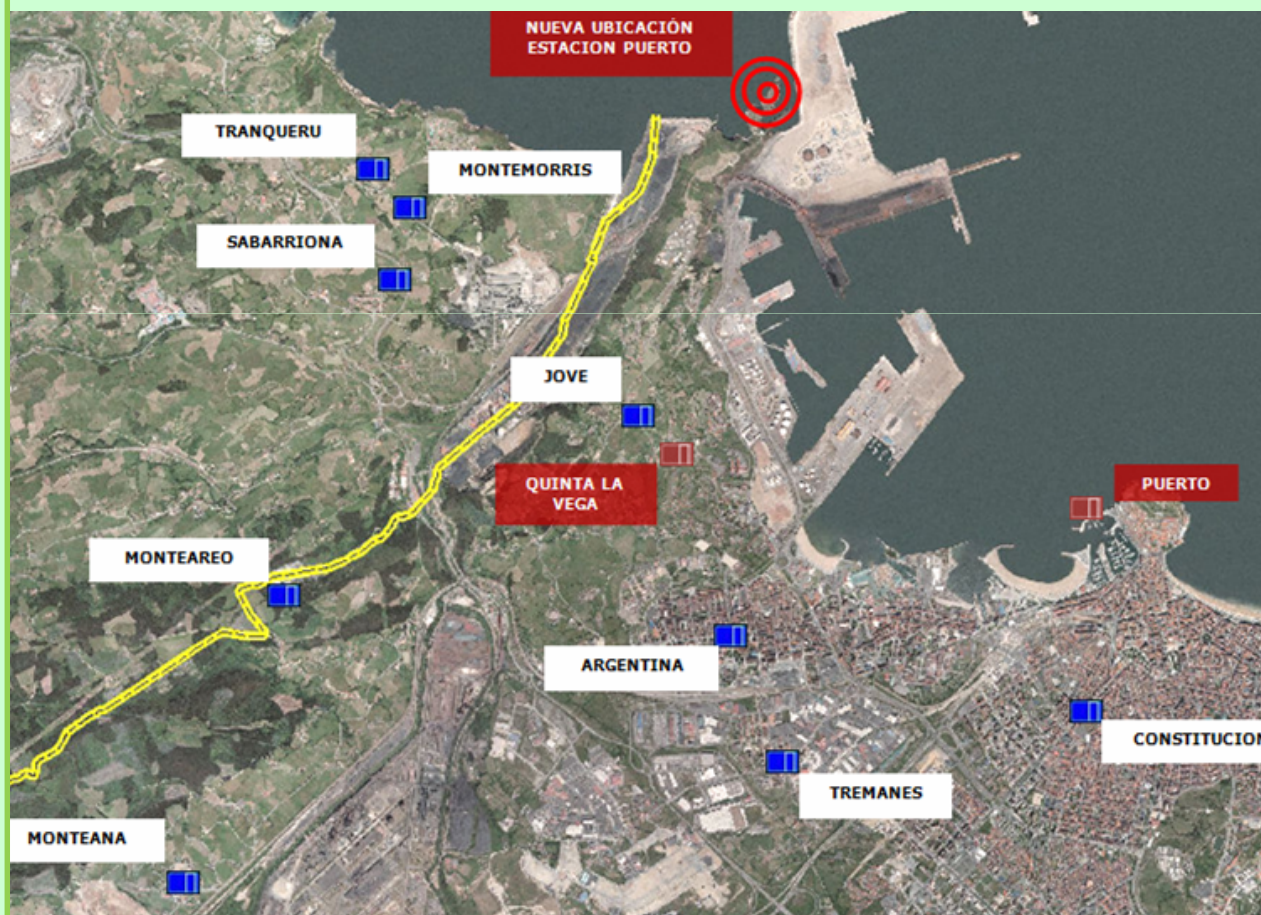 NUEVA UBICACIÓN
ESTACION PUERTO
TRANQUERU
MONTEMORRIS
SABARRIONA
JOVE
QUINTA LA
VEGA
PUERTO
MONTEAREO
ARGENTINA
CONSTITUCION
TREMANES
MONTEANA